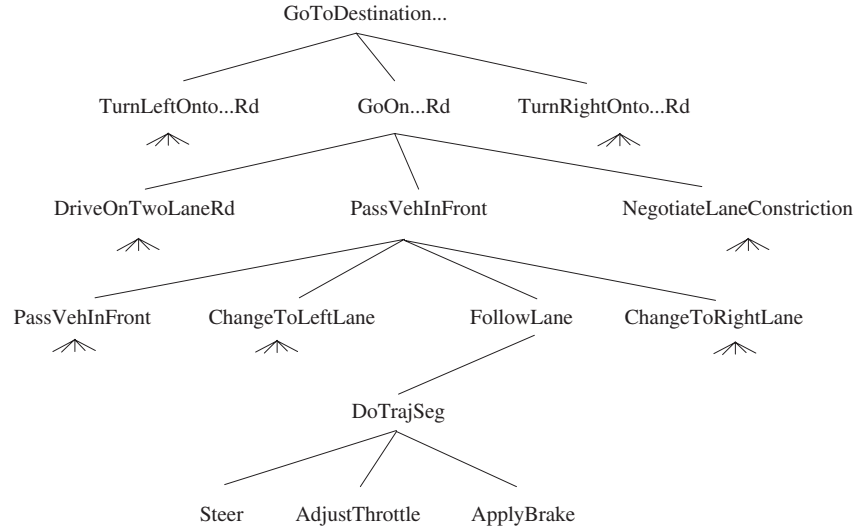 GoToDestination...
TurnLeftOnto...Rd GoOn...Rd TurnRightOnto...Rd
DriveOnTwoLaneRd PassVehInFront NegotiateLaneConstriction
PassVehInFront ChangeToLeftLane FollowLane ChangeToRightLane
DoTrajSeg
Steer AdjustThrottle ApplyBrake